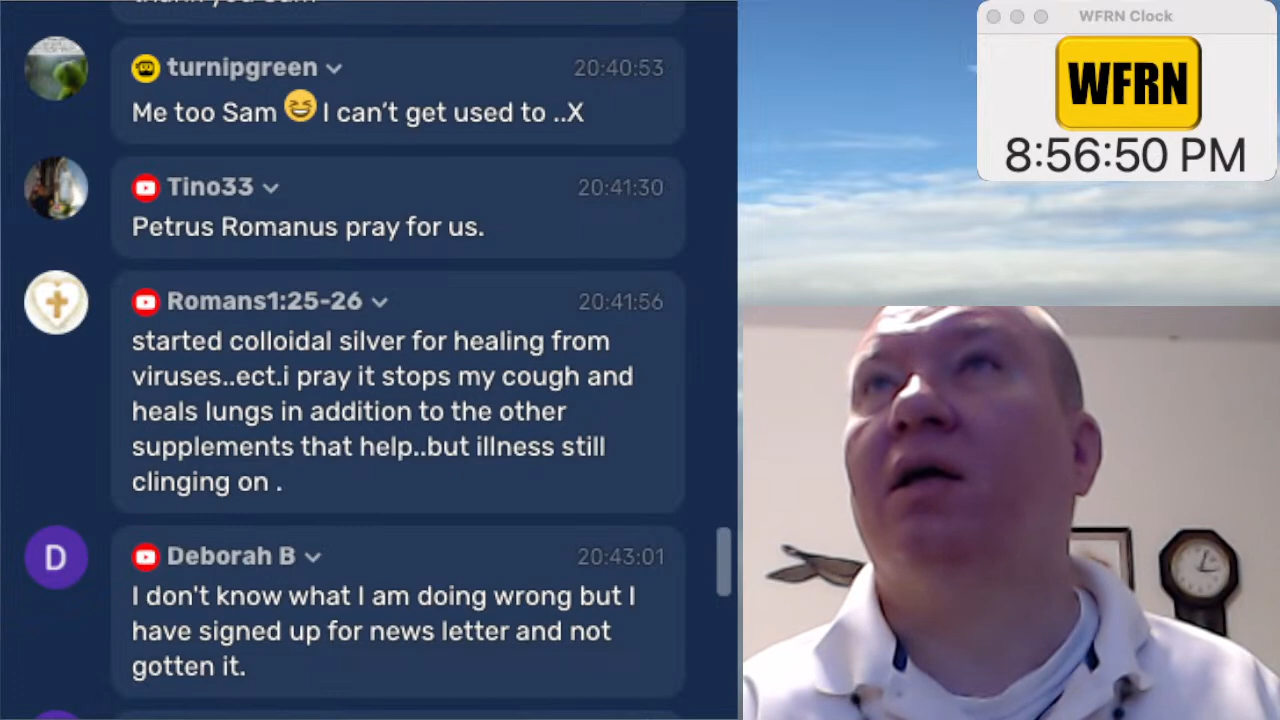 thank you Sam
turnipgreen
20:40:53
Me too Sam 😆 I can’t get used to ..X
Tino33
20:41:30
Petrus Romanus pray for us.
Romans1:25-26
20:41:56
started colloidal silver for healing from
viruses..ect.i pray it stops my cough and
heals lungs in addition to the other
supplements that help..but illness still
clinging on .
D
Deborah B
20:43:01
I don't know what I am doing wrong but I
have signed up for news letter and not
gotten it.
WFRN Clock
WFRN
8:56:50 PM